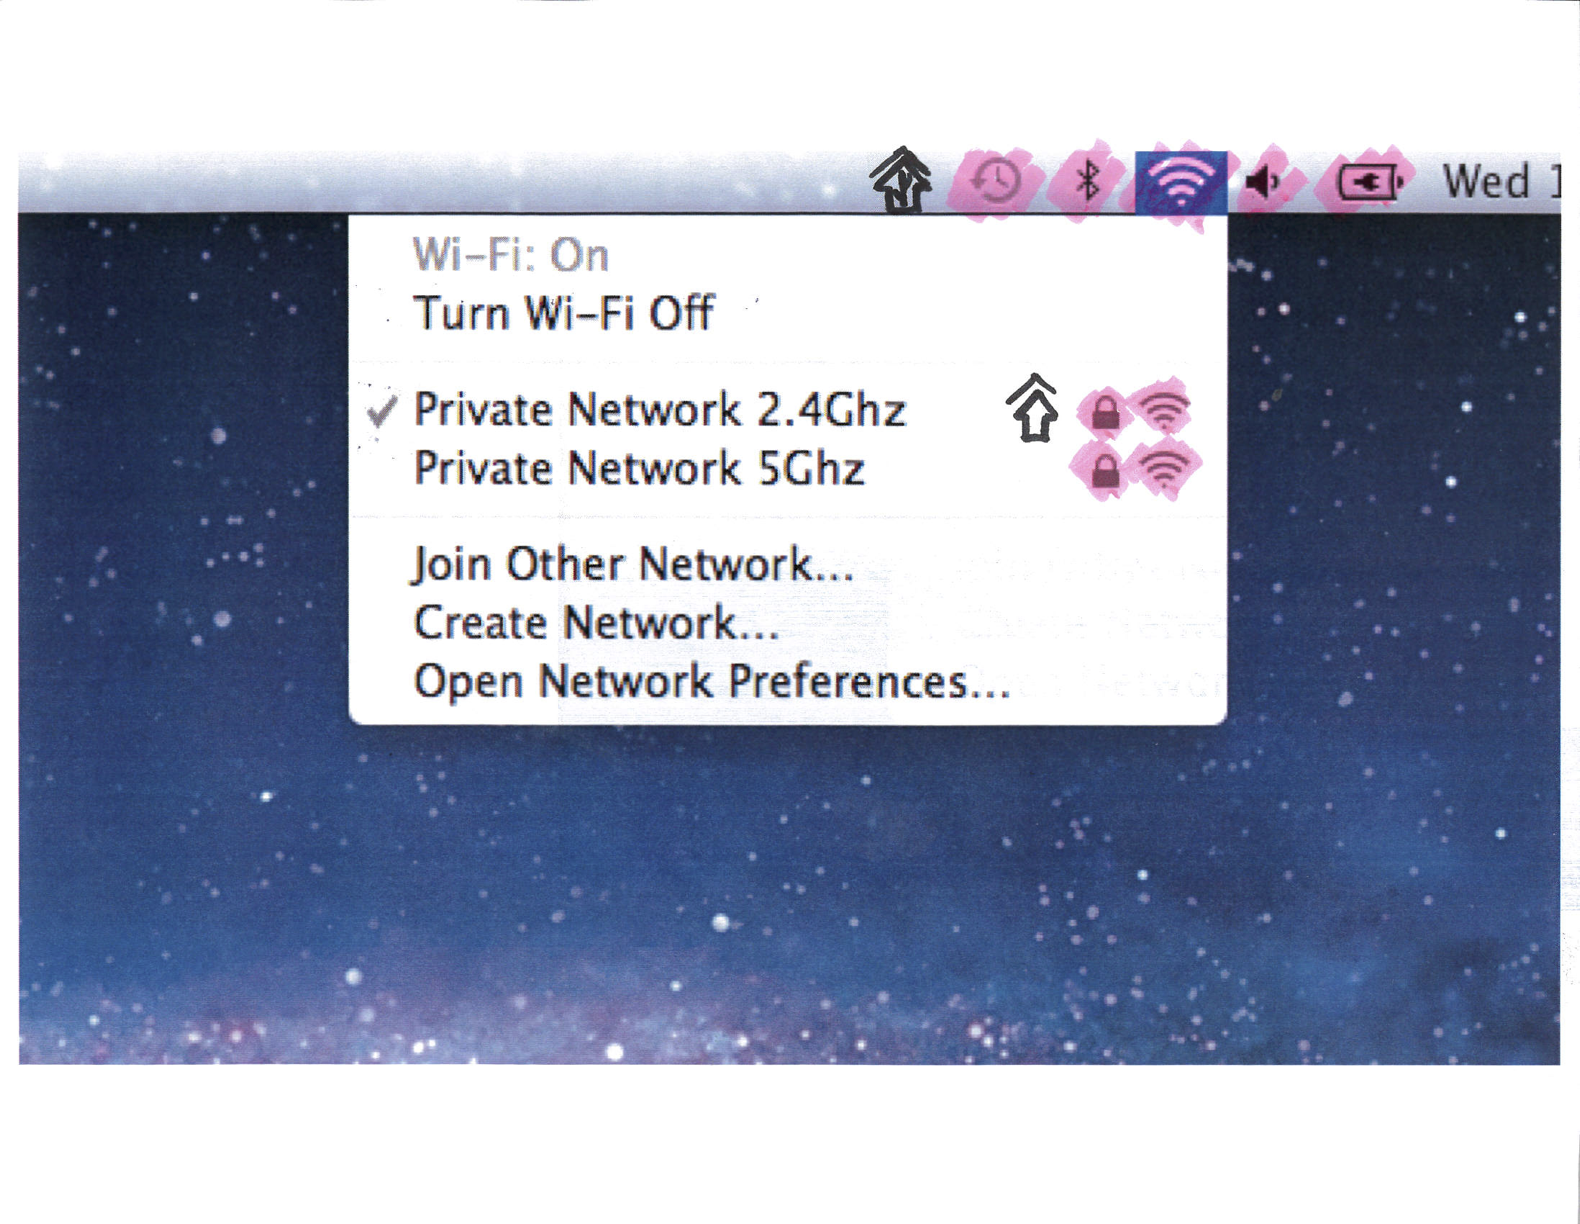 Wed 1
Wi-Fi: On
Turn Wi-Fi Off
Private Network 2.4Ghz
Private Network 5Ghz
Join Other Network...
Create Network...
Open Network Preferences...